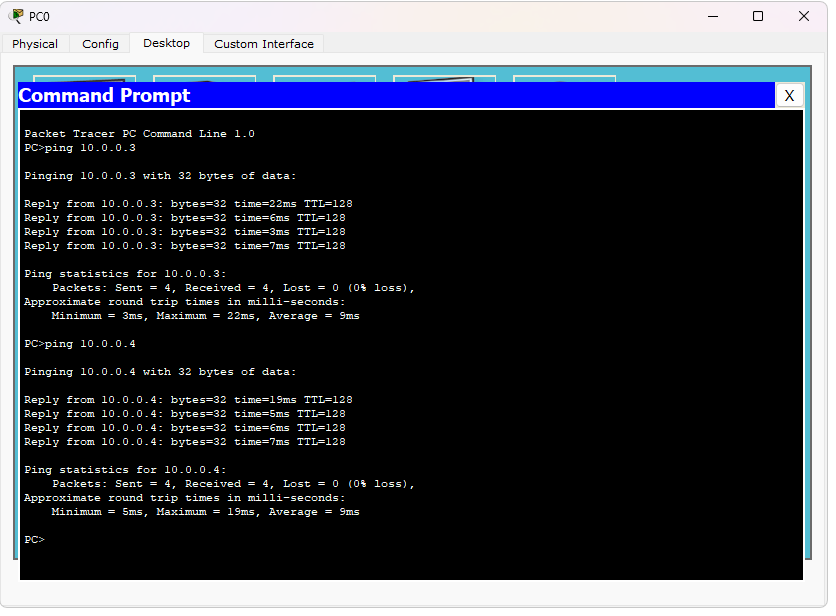 PC0
Physical Config Desktop Custom Interface
Command Prompt X
Packet Tracer PC Command Line 1.0
PC>ping 10.0.0.3
Pinging 10.0.0.3 with 32 bytes of data:
Reply from 10.0.0.3: bytes=32 time=22ms TTL=128
Reply from 10.0.0.3: bytes=32 time=6ms TTL=128
Reply from 10.0.0.3: bytes=32 time=3ms TTL=128
Reply from 10.0.0.3: bytes=32 time=7ms TTL=128
Ping statistics for 10.0.0.3:
Packets: Sent = 4, Received = 4, Lost = 0 (0% loss),
Approximate round trip times in milli-seconds:
Minimum = 3ms, Maximum = 22ms, Average = 9ms
PC>ping 10.0.0.4
Pinging 10.0.0.4 with 32 bytes of data:
Reply from 10.0.0.4: bytes=32 time=19ms TTL=128
Reply from 10.0.0.4: bytes=32 time=5ms TTL=128
Reply from 10.0.0.4: bytes=32 time=6ms TTL=128
Reply from 10.0.0.4: bytes=32 time=7ms TTL=128
Ping statistics for 10.0.0.4:
Packets: Sent = 4, Received = 4, Lost = 0 (0% loss),
Approximate round trip times in milli-seconds:
Minimum = 5ms, Maximum = 19ms, Average = 9ms
PC>